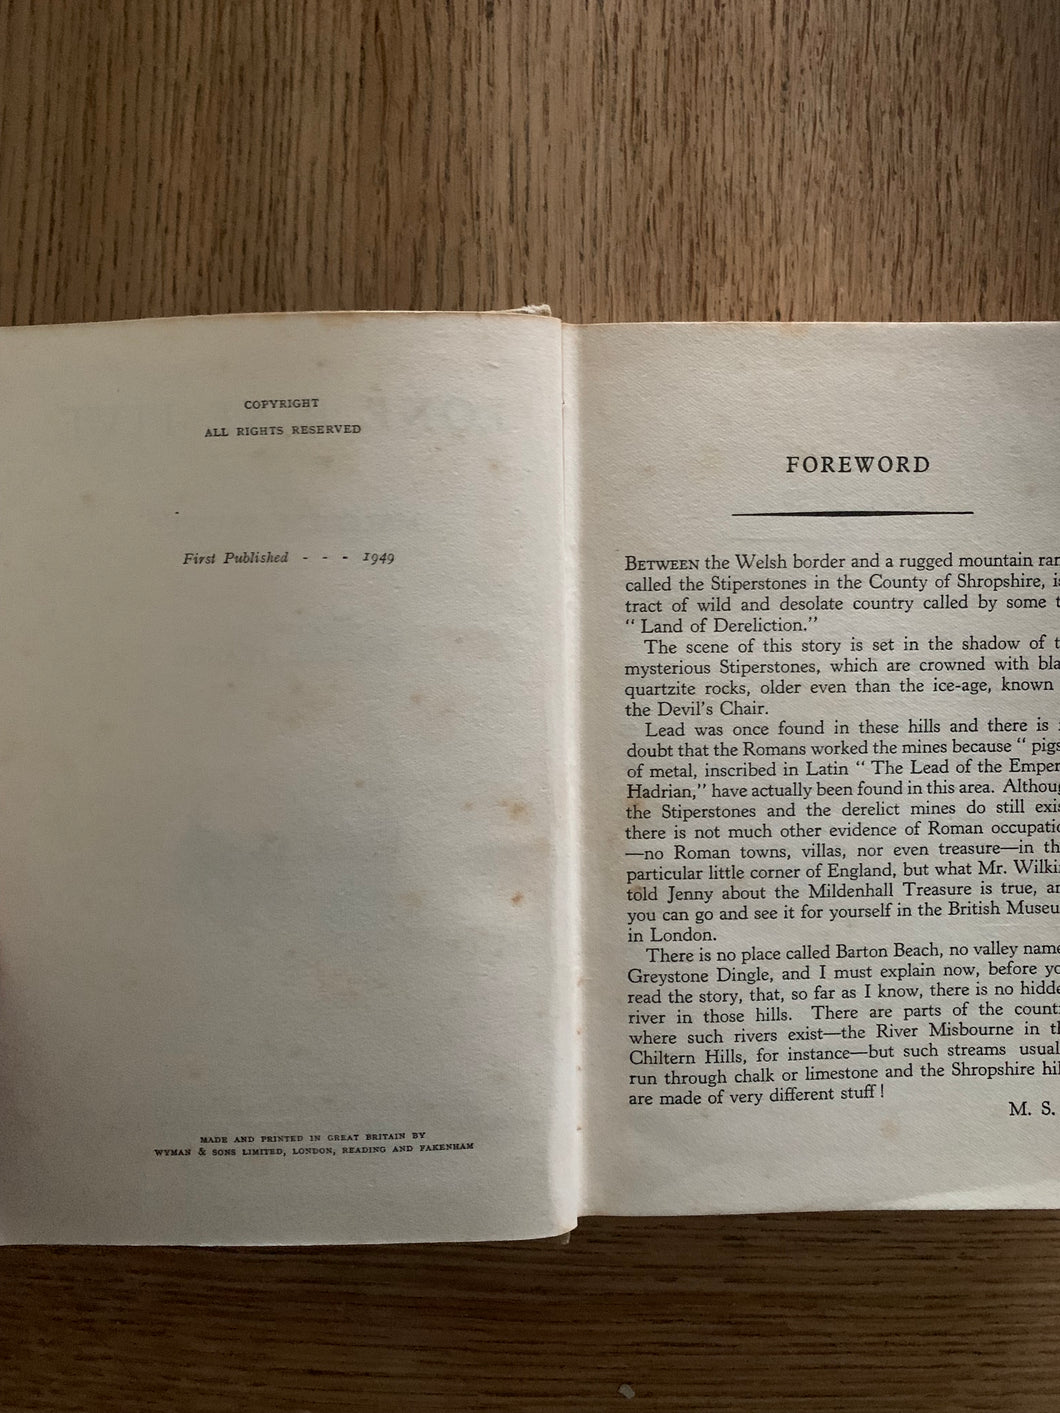 COPYRIGHT
ALL RIGHTS RESERVED
First Published - - - 1949
MADE AND PRINTED IN GREAT BRITAIN BY
WYMAN & SONS LIMITED, LONDON, READING AND FAKENHAM
FOREWORD
BETWEEN the Welsh border and a rugged mountain ran
called the Stiperstones in the County of Shropshire, is
tract of wild and desolate country called by some t
“ Land of Dereliction.”
The scene of this story is set in the shadow of t
mysterious Stiperstones, which are crowned with bla
quartzite rocks, older even than the ice-age, known
the Devil's Chair.
Lead was once found in these hills and there is
doubt that the Romans worked the mines because “ pigs
of metal, inscribed in Latin “ The Lead of the Emper
Hadrian,” have actually been found in this area. Althoug
the Stiperstones and the derelict mines do still exis
there is not much other evidence of Roman occupatio
—no Roman towns, villas, nor even treasure—in th
particular little corner of England, but what Mr. Wilki
told Jenny about the Mildenhall Treasure is true, an
you can go and see it for yourself in the British Museu
in London.
There is no place called Barton Beach, no valley name
Greystone Dingle, and I must explain now, before yo
read the story, that, so far as I know, there is no hidde
river in those hills. There are parts of the count
where such rivers exist—the River Misbourne in th
Chiltern Hills, for instance—but such streams usual
run through chalk or limestone and the Shropshire hil
are made of very different stuff !
M. S.